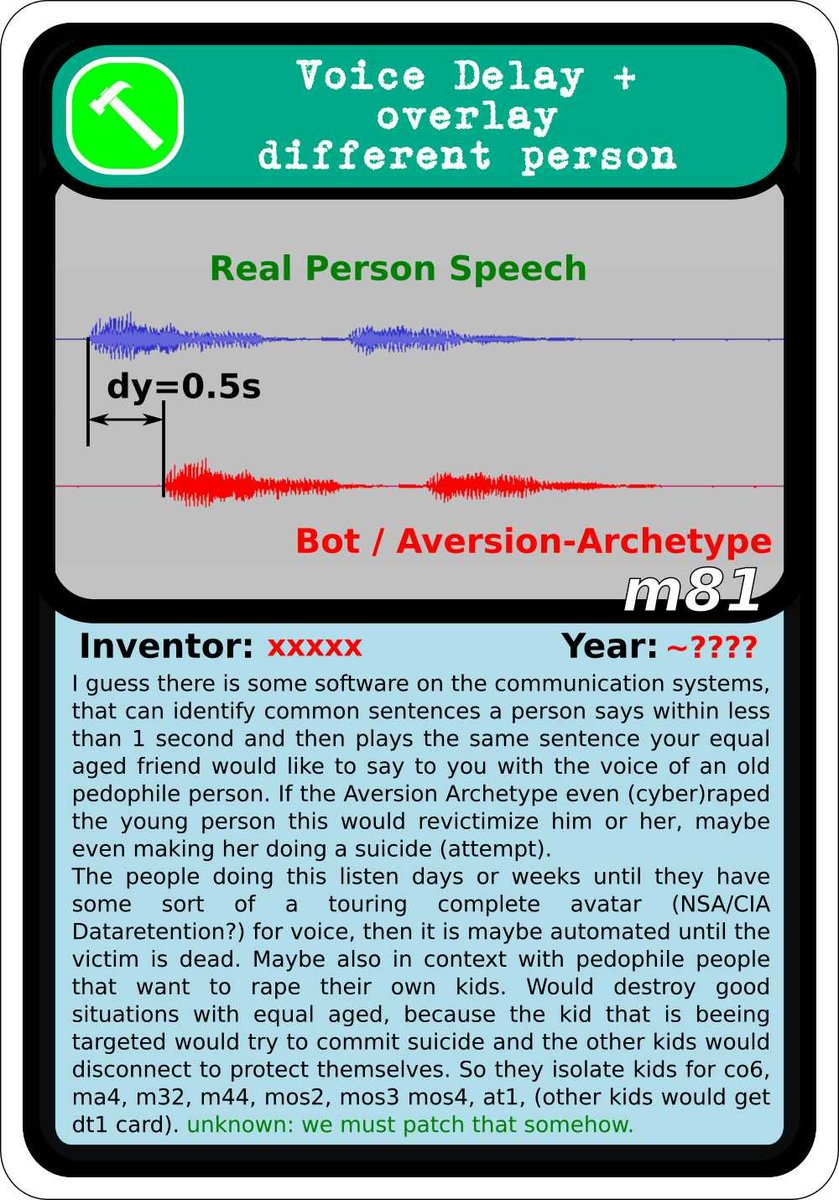 Voice Delay +
overlay
different person
Real Person Speech
dy=0.5s
Bot / Aversion-Archetype
m81
Inventor: xxxxx Year: ~????
I guess there is some software on the communication systems,
that can identify common sentences a person says within less
than 1 second and then plays the same sentence your equal
aged friend would like to say to you with the voice of an old
pedophile person. If the Aversion Archetype even (cyber)raped
the young person this would revictimize him or her, maybe
even making her doing a suicide (attempt).
The people doing this listen days or weeks until they have
some sort of a touring complete avatar (NSA/CIA
Dataretention?) for voice, then it is maybe automated until the
victim is dead. Maybe also in context with pedophile people
that want to rape their own kids. Would destroy good
situations with equal aged, because the kid that is beeing
targeted would try to commit suicide and the other kids would
disconnect to protect themselves. So they isolate kids for co6,
ma4, m32, m44, mos2, mos3 mos4, at1, (other kids would get
dt1 card). unknown: we must patch that somehow.